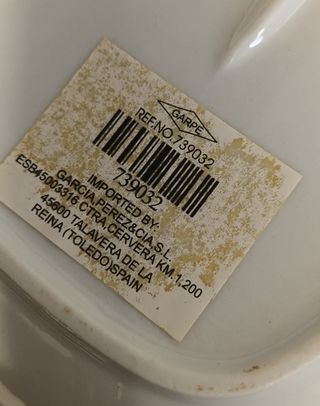 GARPE
REF.NO.739032
739032
IMPORTED BY:
GARCIA,PEREZ&CIA.S.L.
ESB45003316 CTRA.CERVERA KM.1,200
45600 TALAVERA DE LA
REINA (TOLEDO)SPAIN